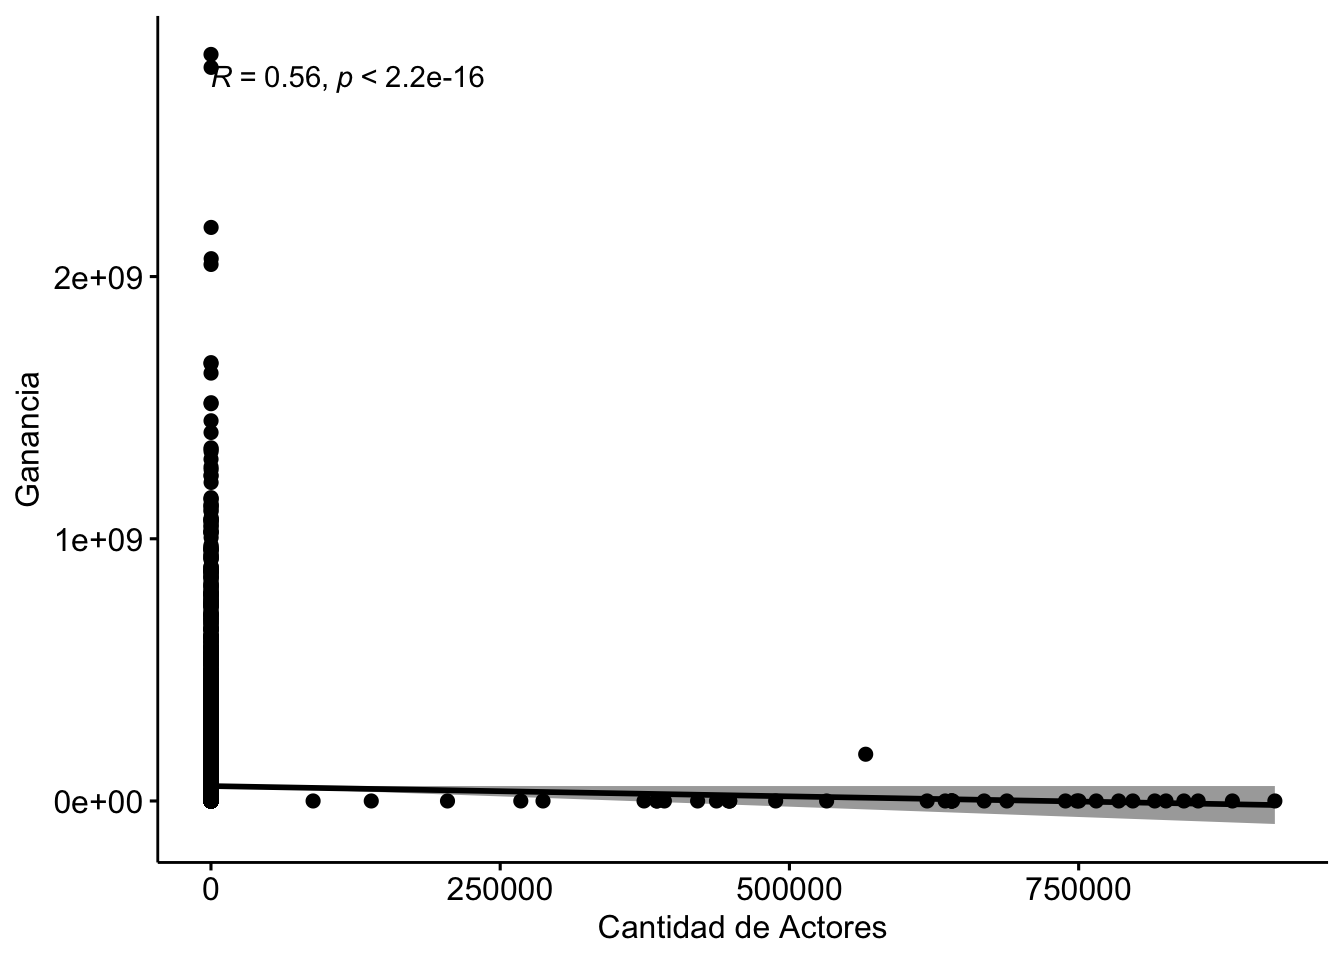 R = 0.56, p < 2.2e-16
Ganancia
2e+09
1e+09
0e+00
0
250000
500000
750000
Cantidad de Actores